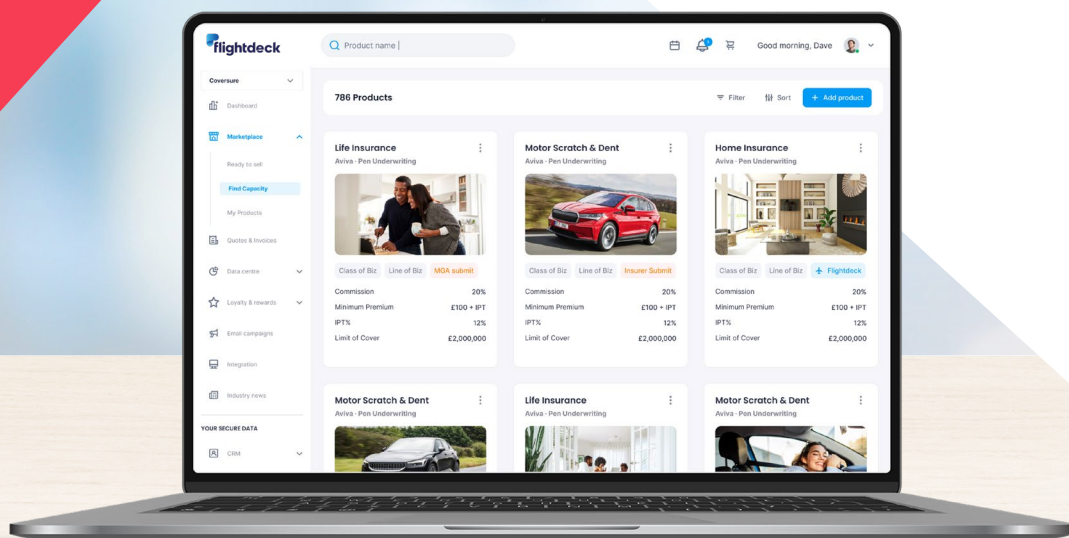 flightdeck
Product name |
1
Good morning, Dave
Coversure
Dashboard
Marketplace
Ready to sell
Find Capacity
My Products
Quotes & Invoices
Data centre
Loyalty & rewards
Email campaigns
Integration
Industry news
YOUR SECURE DATA
CRM
786 Products
Filter
Sort
+ Add product
Life Insurance
Aviva - Pen Underwriting
Class of Biz Line of Biz MGA submit
Commission 20%
Minimum Premium £100 + IPT
IPT% 12%
Limit of Cover £2,000,000
Motor Scratch & Dent
Aviva - Pen Underwriting
Class of Biz Line of Biz Insurer Submit
Commission 20%
Minimum Premium £100 + IPT
IPT% 12%
Limit of Cover £2,000,000
Home Insurance
Aviva - Pen Underwriting
Class of Biz Line of Biz Flightdeck
Commission 20%
Minimum Premium £100 + IPT
IPT% 12%
Limit of Cover £2,000,000
Motor Scratch & Dent
Aviva - Pen Underwriting
Life Insurance
Aviva - Pen Underwriting
Motor Scratch & Dent
Aviva - Pen Underwriting